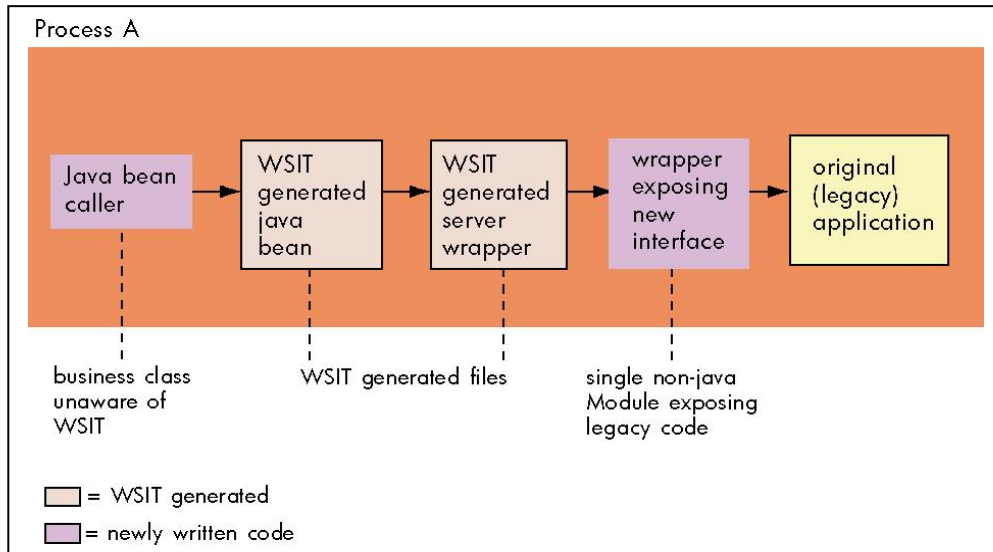 Process A
Java bean
caller
WSIT
generated
java
bean
WSIT
generated
server
wrapper
wrapper
exposing
new
interface
original
(legacy)
application
business class
unaware of
WSIT
WSIT generated files
single non-java
Module exposing
legacy code
= WSIT generated
= newly written code